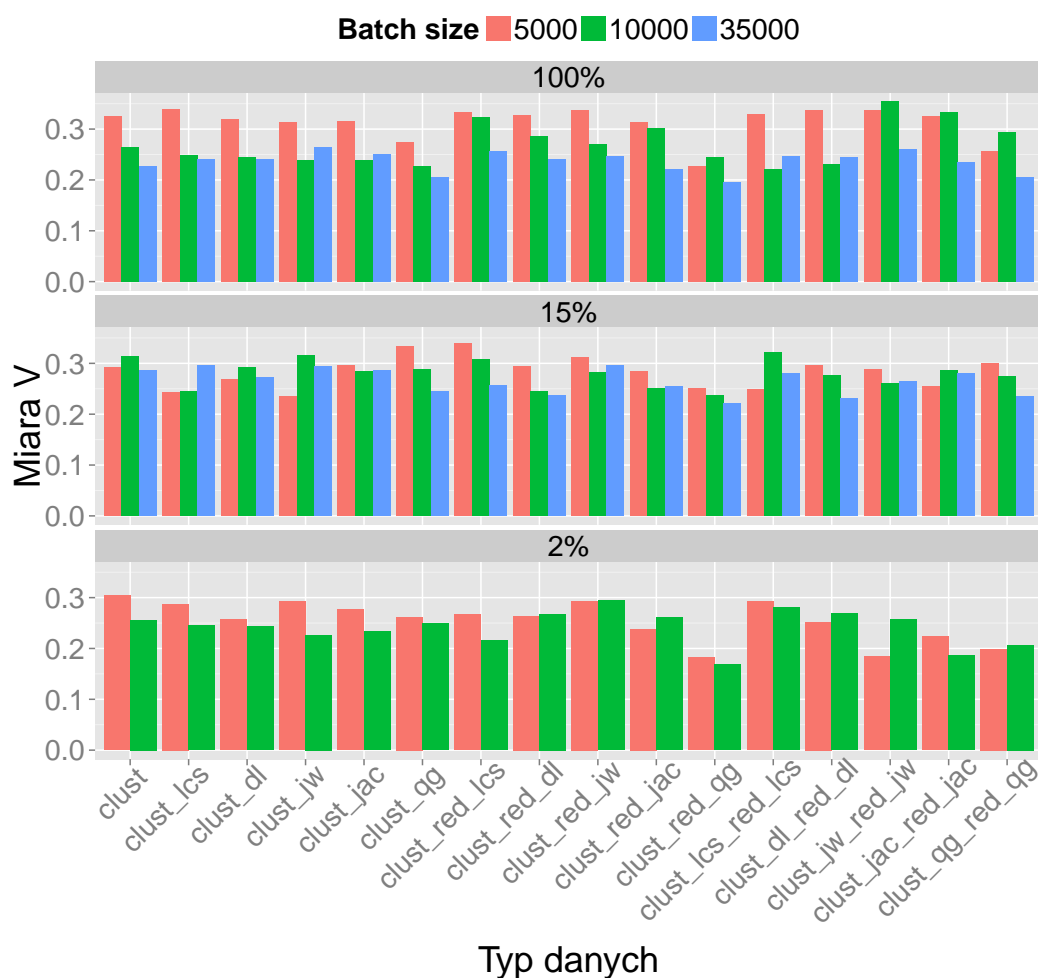 Batch size 5000 10000 35000
100%
0.3
0.2
0.1
0.0
15%
0.3
0.2
0.1
0.0
2%
0.3
0.2
0.1
0.0
Miara V
clust
clust_lcs
clust_dl
clust_jw
clust_jac
clust_qg
clust_red_lcs
clust_red_dl
clust_red_jw
clust_red_jac
clust_red_qg
clust_lcs_red_lcs
clust_dl_red_dl
clust_jw_red_jw
clust_jac_red_jac
clust_qg_red_qg
Typ danych